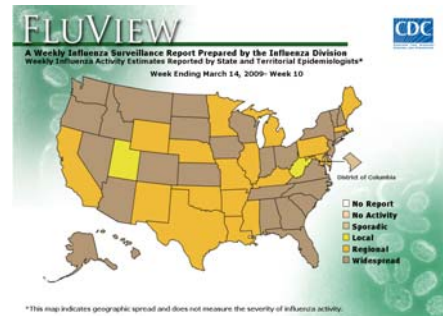 FLUVIEW
CDC
A Weekly Influenza Surveillance Report Prepared by the Influenza Division
Weekly Influenza Activity Estimates Reported by State and Territorial Epidemiologists*
Week Ending March 14, 2009- Week 10
District of Columbia
No Report
No Activity
Sporadic
Local
Regional
Widespread
*This map indicates geographic spread and does not measure the severity of influenza activity.